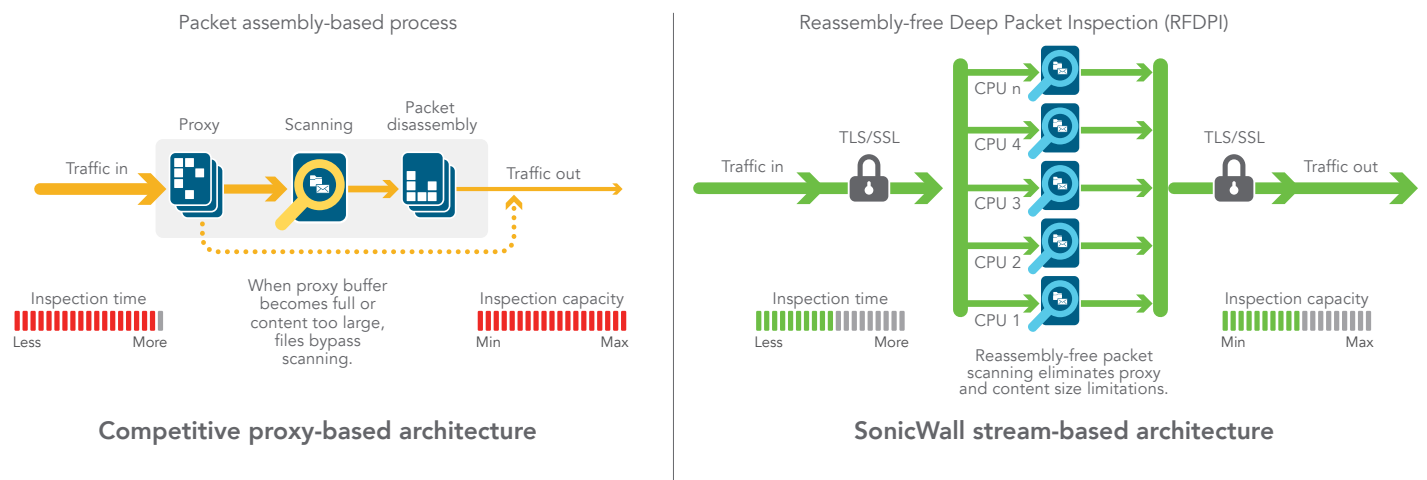 Packet assembly-based process
Proxy
Scanning
Packet
disassembly
Traffic in
Traffic out
When proxy buffer
becomes full or
content too large,
files bypass
scanning.
Inspection time
Less
More
Inspection capacity
Min
Max
Competitive proxy-based architecture
Reassembly-free Deep Packet Inspection (RFDPI)
CPU n
CPU 4
CPU 3
CPU 2
CPU 1
Traffic in
TLS/SSL
TLS/SSL
Traffic out
Inspection time
Less
More
Inspection capacity
Min
Max
Reassembly-free packet
scanning eliminates proxy
and content size limitations.
SonicWall stream-based architecture